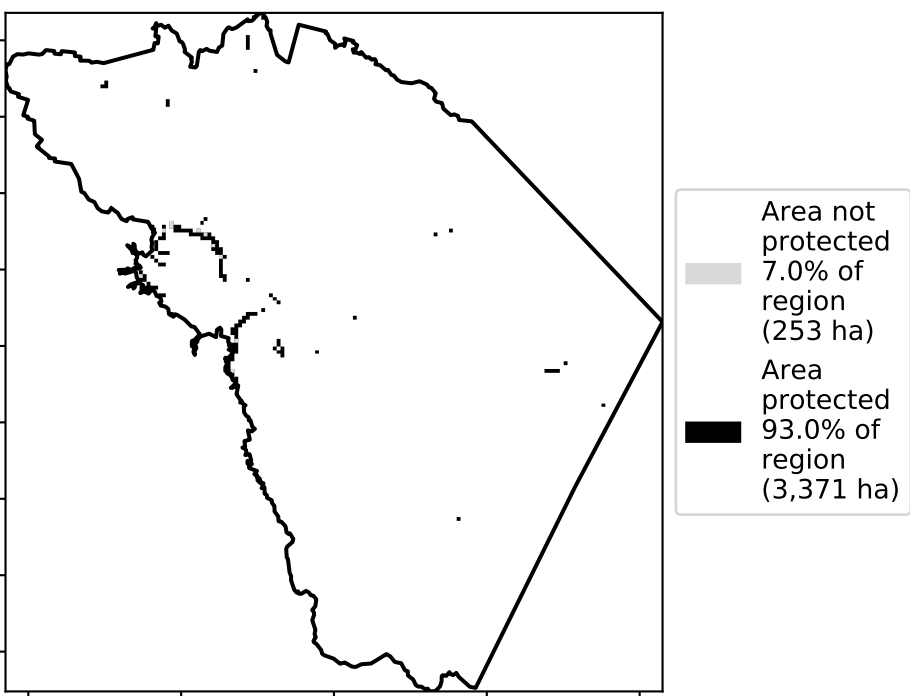 Area not
protected
7.0% of
region
(253 ha)
Area
protected
93.0% of
region
(3,371 ha)